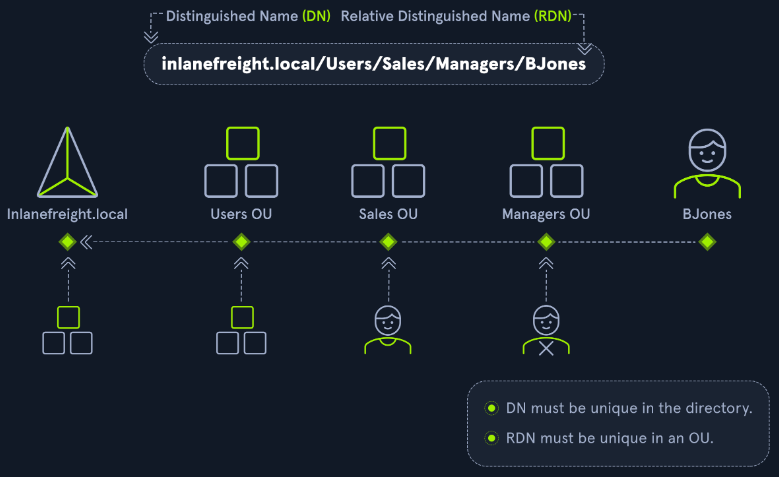 Distinguished Name (DN) Relative Distinguished Name (RDN)
inlanefreight.local/Users/Sales/Managers/BJones
Inlanefreight.local Users OU Sales OU Managers OU BJones
DN must be unique in the directory.
RDN must be unique in an OU.